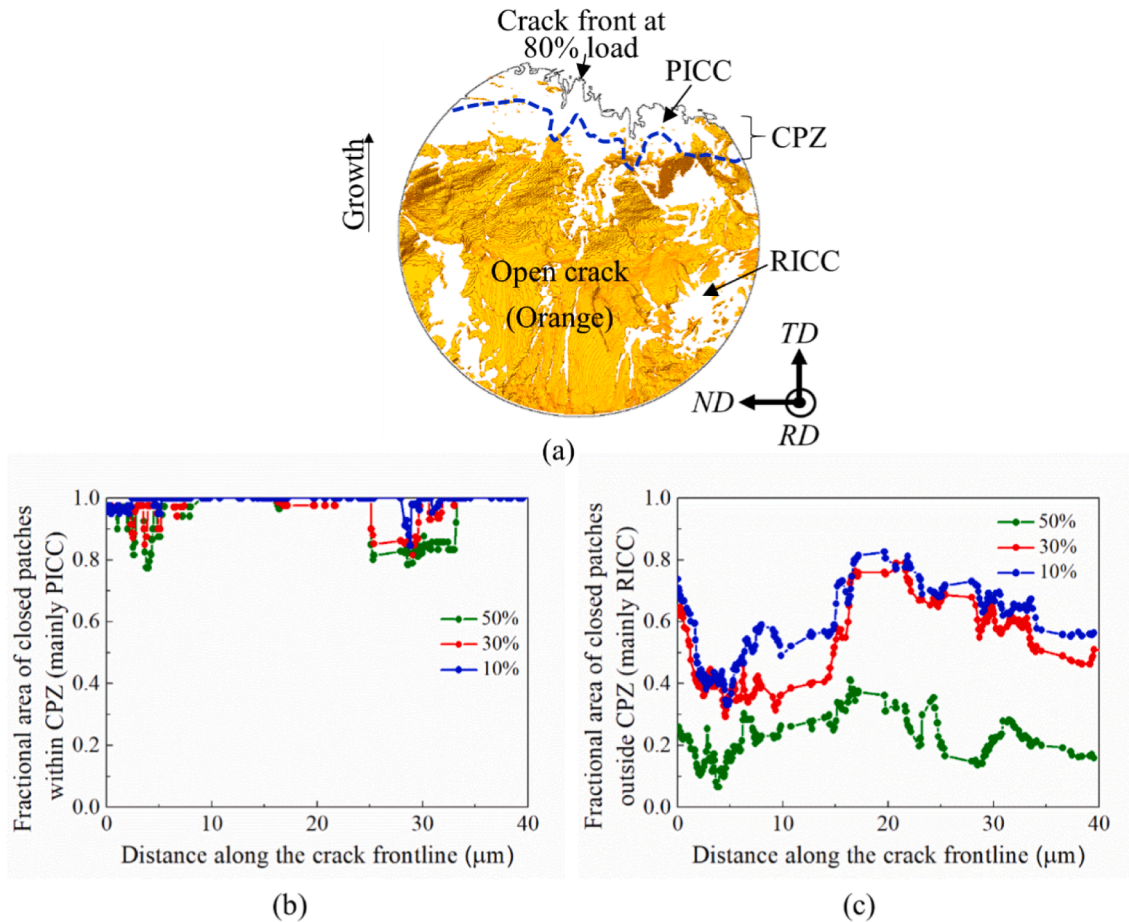 Crack front at
80% load
PICC
CPZ
Growth
RICC
Open crack
(Orange)
TD
ND
RD
(a)
Fractional area of closed patches
within CPZ (mainly PICC)
1.0
0.8
0.6
0.4
0.2
0.0
50%
30%
10%
0
10
20
30
40
Distance along the crack frontline (μm)
(b)
Fractional area of closed patches
outside CPZ (mainly RICC)
1.0
0.8
0.6
0.4
0.2
0.0
50%
30%
10%
0
10
20
30
40
Distance along the crack frontline (μm)
(c)